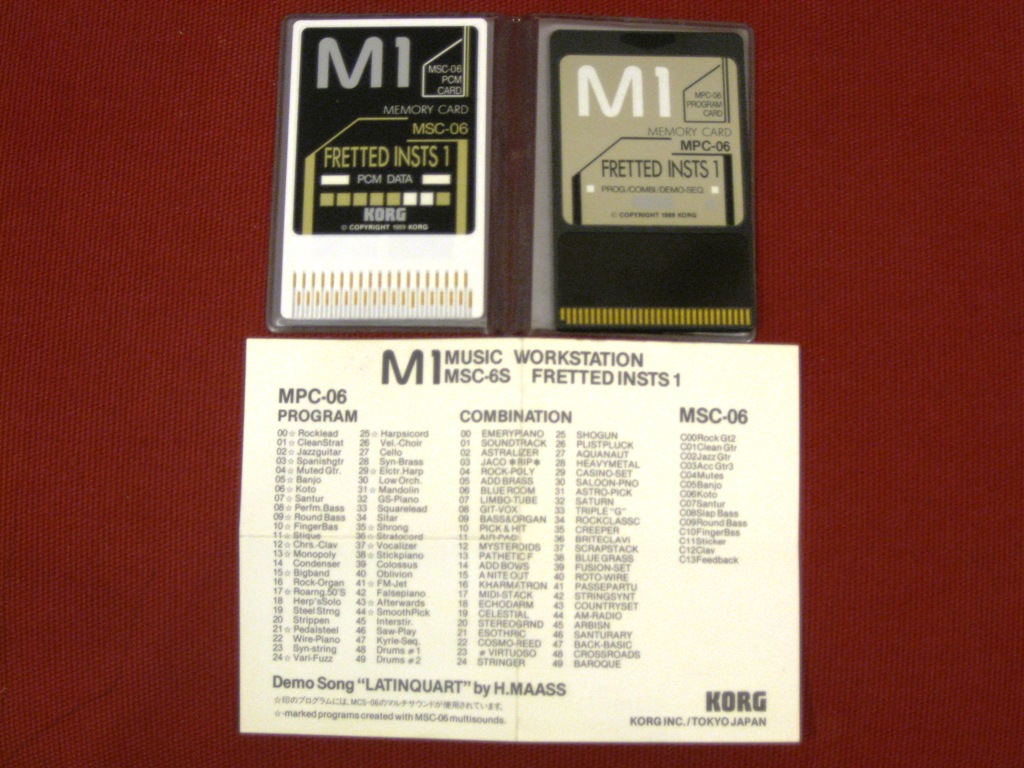 M1
MSC-06
PCM
CARD
MEMORY CARD
MSC-06
FRETTED INSTS 1
PCM DATA
KORG
© COPYRIGHT 1989 KORG
M1
MPC-06
PROGRAM
CARD
MEMORY CARD
MPC-06
FRETTED INSTS 1
PROG/COMBI/DEMO-SEQ
© COPYRIGHT 1989 KORG
M1 MUSIC WORKSTATION
MSC-6S FRETTED INSTS 1
MPC-06
PROGRAM
00☆ Rocklead
01☆ CleanStrat
02☆ Jazzguitar
03☆ Spanishgtr
04☆ Muted Gtr.
05☆ Banjo
06☆ Koto
07☆ Santur
08☆ Perfm.Bass
09☆ Round Bass
10☆ FingerBas
11☆ Stique
12☆ Chrs.-Clav
13☆ Monopoly
14 Condenser
15☆ Bigband
16 Rock-Organ
17☆ Roarng.50'S
18 Herp'sSolo
19 SteelStrng
20 Strippen
21☆ Pedalsteel
22 Wire-Piano
23 Syn-string
24☆ Vari-Fuzz
25☆ Harpsicord
26 Vel.-Choir
27 Cello
28 Syn-Brass
29☆ Elctr.Harp
30 Low Orch.
31☆ Mandolin
32 GS-Piano
33 Squarelead
34 Sitar
35☆ Shrong
36☆ Stratocord
37☆ Vocalizer
38☆ Stickpiano
39 Colossus
40 Oblivion
41☆ FM-Jet
42 Falsepiano
43☆ Afterwards
44☆ SmoothPick
45 Interstir.
46 Saw-Play
47 Kyrie-Seq.
48 Drums #1
49 Drums #2
COMBINATION
00 EMERYPIANO
01 SOUNDTRACK
02 ASTRALIZER
03 JACO ✱RIP✱
04 ROCK-POLY
05 ADD BRASS
06 BLUE ROOM
07 LIMBO-TUBE
08 GIT-VOX
09 BASS&ORGAN
10 PICK & HIT
11 AIR-PAD
12 MYSTEROIDS
13 PATHETIC F
14 ADD BOWS
15 A NITE OUT
16 KHARMATRON
17 MIDI-STACK
18 ECHODARM
19 CELESTIAL
20 STEREOGRND
21 ESOTHRIC
22 COSMO-REED
23 # VIRTUOSO
24 STRINGER
25 SHOGUN
26 PLISTPLUCK
27 AQUANAUT
28 HEAVYMETAL
29 CASINO-SET
30 SALOON-PNO
31 ASTRO-PICK
32 SATURN
33 TRIPLE "G"
34 ROCKCLASSC
35 CREEPER
36 BRITECLAVI
37 SCRAPSTACK
38 BLUE GRASS
39 FUSION-SET
40 ROTO-WIRE
41 PASSEPARTU
42 STRINGSYNT
43 COUNTRYSET
44 AM-RADIO
45 ARBISN
46 SANTURARY
47 BACK-BASIC
48 CROSSROADS
49 BAROQUE
MSC-06
C00Rock Gt2
C01Clean Gtr
C02Jazz Gtr
C03Acc Gtr3
C04Mutes
C05Banjo
C06Koto
C07Santur
C08Slap Bass
C09Round Bass
C10FingerBss
C11Sticker
C12Clav
C13Feedback
Demo Song "LATINQUART" by H.MAASS
☆印のプログラムには、MCS-06のマルチサウンドが使用されています。
☆-marked programs created with MSC-06 multisounds.
KORG
KORG INC./TOKYO JAPAN